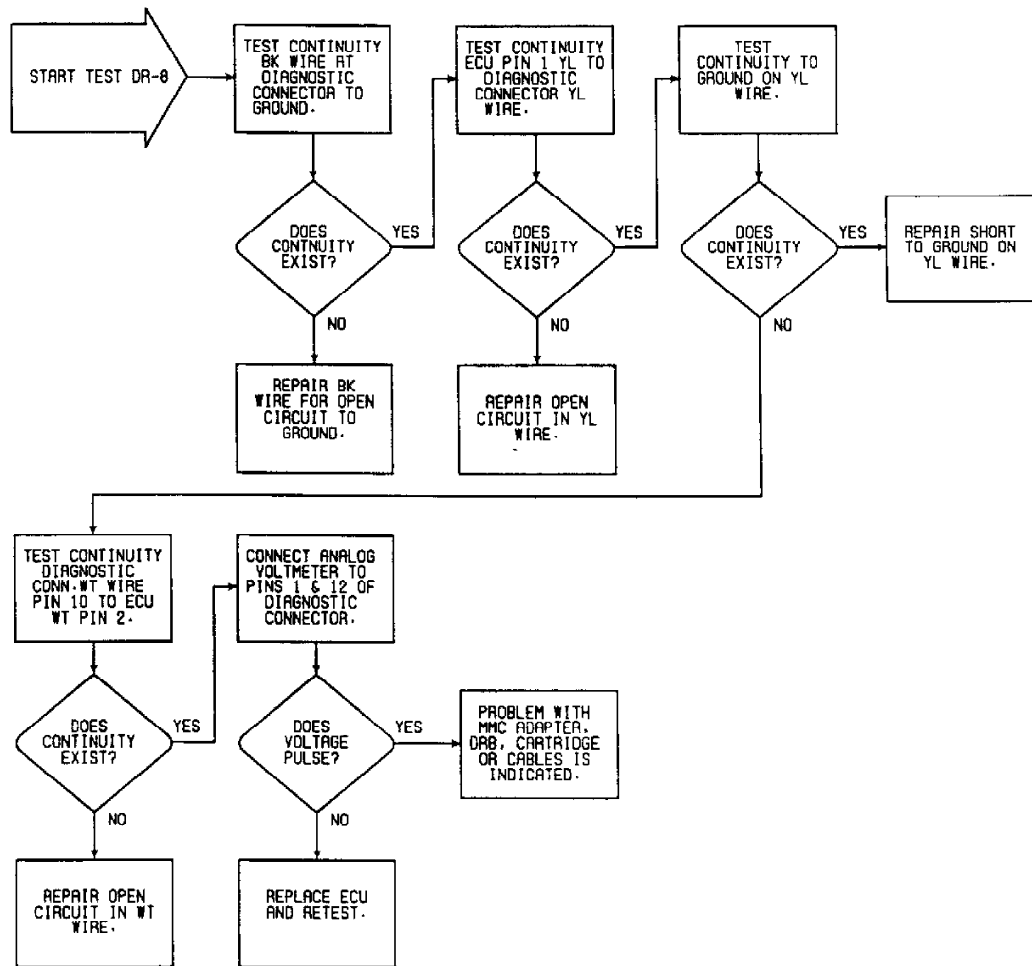 START TEST DR-8
TEST CONTINUITY
BK WIRE AT
DIAGNOSTIC
CONNECTOR TO
GROUND.
TEST CONTINUITY
ECU PIN 1 YL TO
DIAGNOSTIC
CONNECTOR YL
WIRE.
TEST
CONTINUITY TO
GROUND ON YL
WIRE.
DOES
CONTNUITY
EXIST?
YES
NO
DOES
CONTINUITY
EXIST?
YES
NO
DOES
CONTINUITY
EXIST?
YES
NO
REPAIR SHORT
TO GROUND ON
YL WIRE.
REPAIR BK
WIRE FOR OPEN
CIRCUIT TO
GROUND.
REPAIR OPEN
CIRCUIT IN YL
WIRE.
TEST CONTINUITY
DIAGNOSTIC
CONN.WT WIRE
PIN 10 TO ECU
WT PIN 2.
CONNECT ANALOG
VOLTMETER TO
PINS 1 & 12 OF
DIAGNOSTIC
CONNECTOR.
DOES
CONTINUITY
EXIST?
YES
NO
DOES
VOLTAGE
PULSE?
YES
NO
PROBLEM WITH
MMC ADAPTER,
DRB, CARTRIDGE
OR CABLES IS
INDICATED.
REPAIR OPEN
CIRCUIT IN WT
WIRE.
REPLACE ECU
AND RETEST.